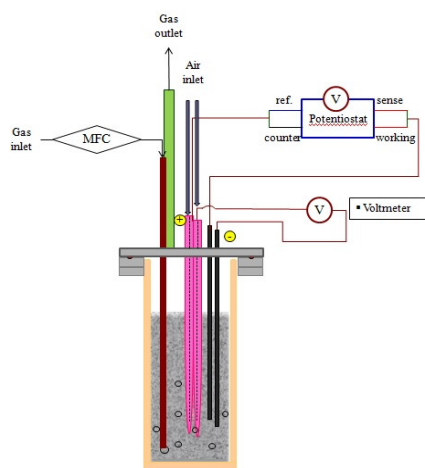 Gas
outlet
Air
inlet
Gas
inlet
MFC
ref.
V
sense
Potentiostat
counter
working
V
Voltmeter
+
-